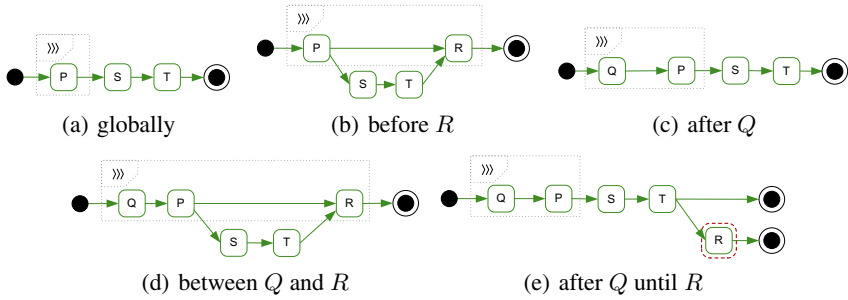 ⟩⟩⟩
P S T
(a) globally
⟩⟩⟩
P R
S T
(b) before R
⟩⟩⟩
Q P S T
(c) after Q
⟩⟩⟩
Q P R
S T
(d) between Q and R
⟩⟩⟩
Q P S T
R
(e) after Q until R